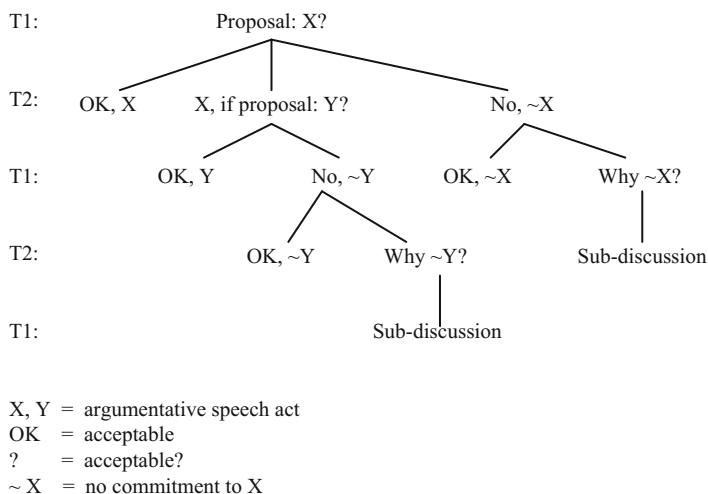 T1: Proposal: X?
T2: OK, X X, if proposal: Y? No, ~X
T1: OK, Y No, ~Y OK, ~X Why ~X?
T2: OK, ~Y Why ~Y? Sub-discussion
T1: Sub-discussion
X, Y = argumentative speech act
OK = acceptable
? = acceptable?
~ X = no commitment to X